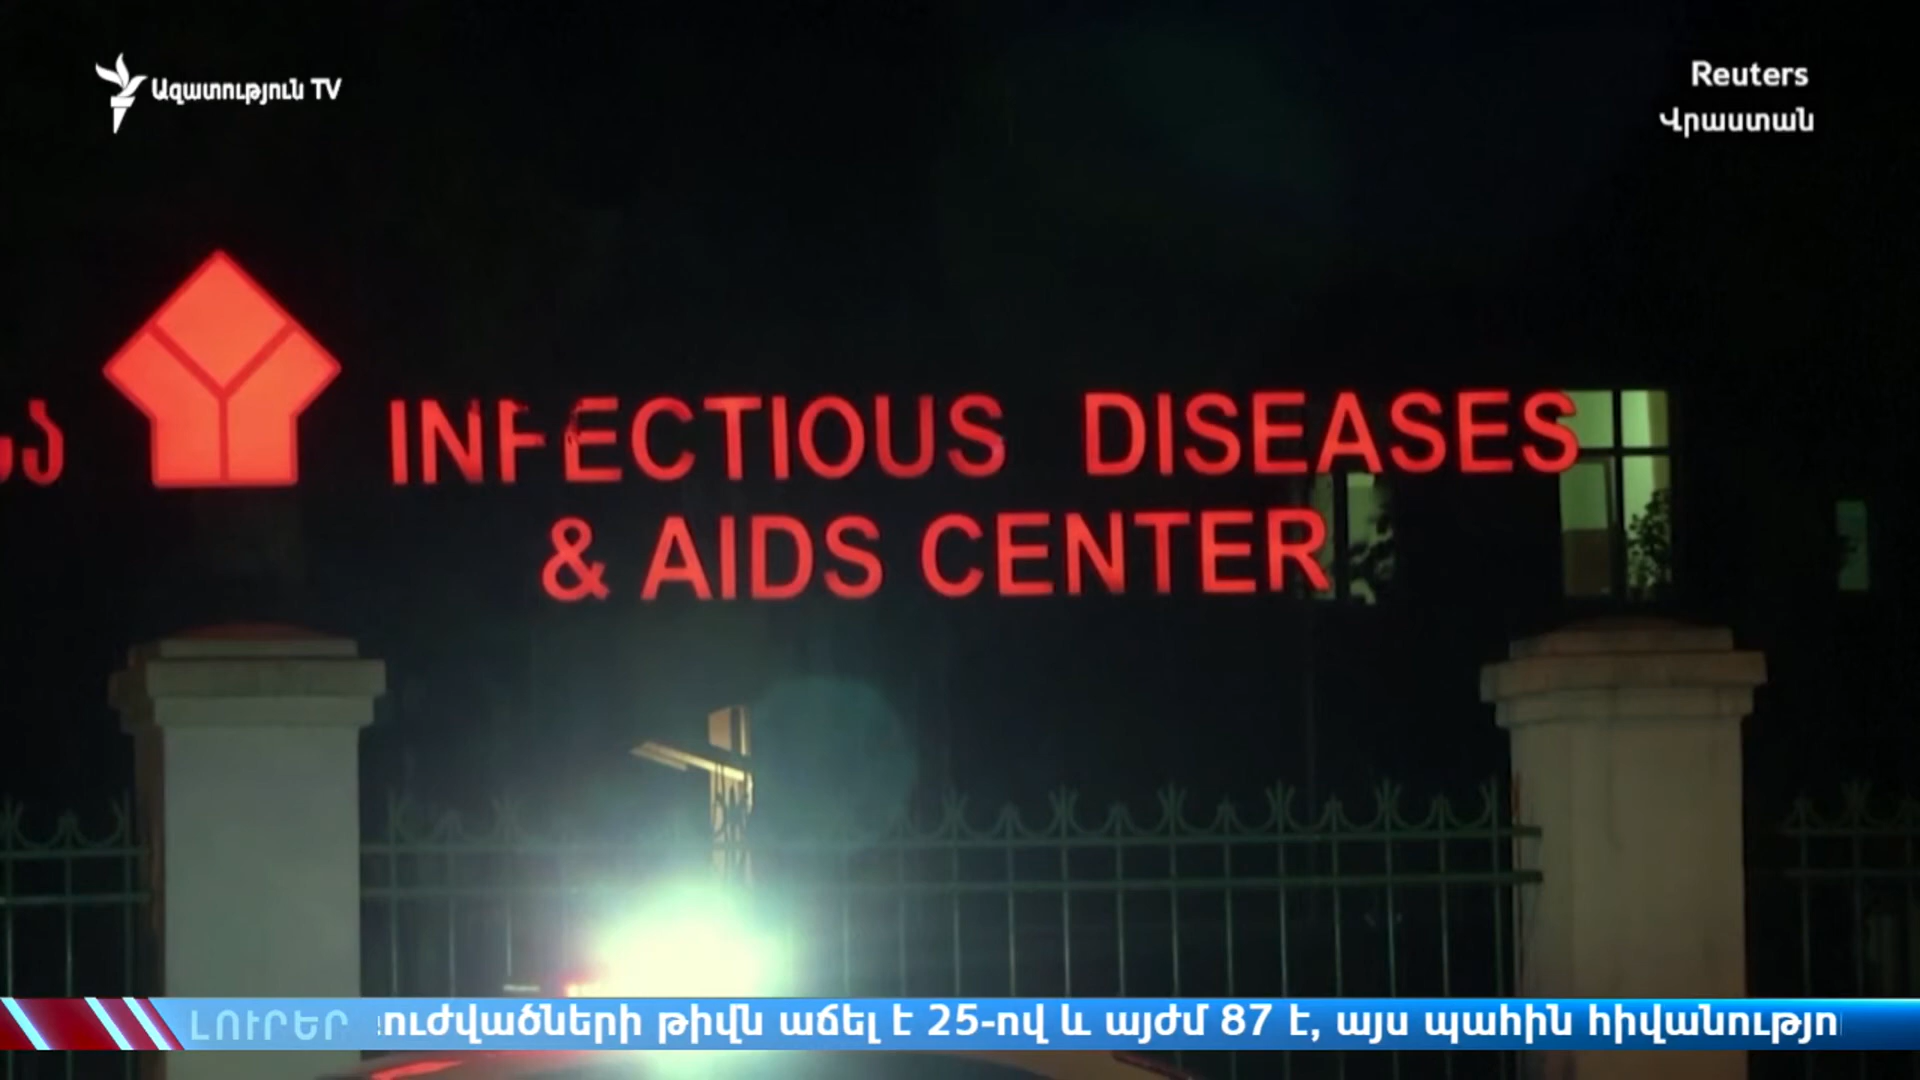 Ազատություն TV
Reuters
Վրաստան
INFECTIOUS DISEASES
& AIDS CENTER
ԼՈՒՐԵՐ
ուժվածների թիվն աճել է 25-ով և այժմ 87 է, այս պահին հիվանությո